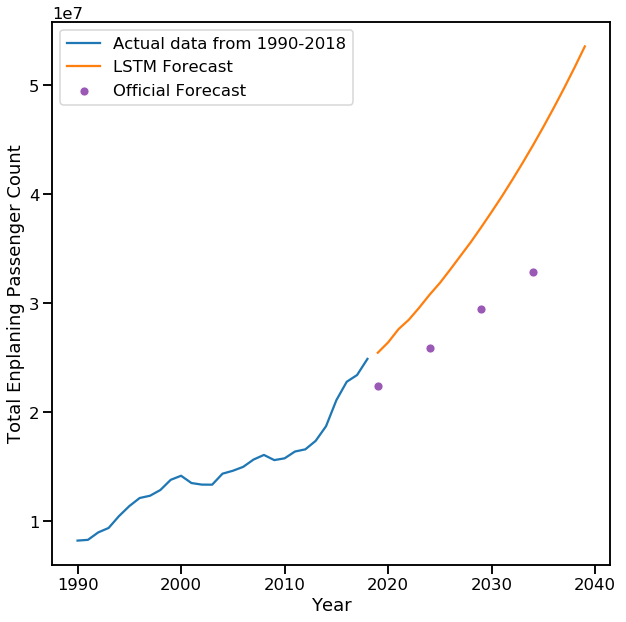 1e7
Actual data from 1990-2018
LSTM Forecast
Official Forecast
5
4
3
2
1
Total Enplaning Passenger Count
1990
2000
2010
2020
2030
2040
Year